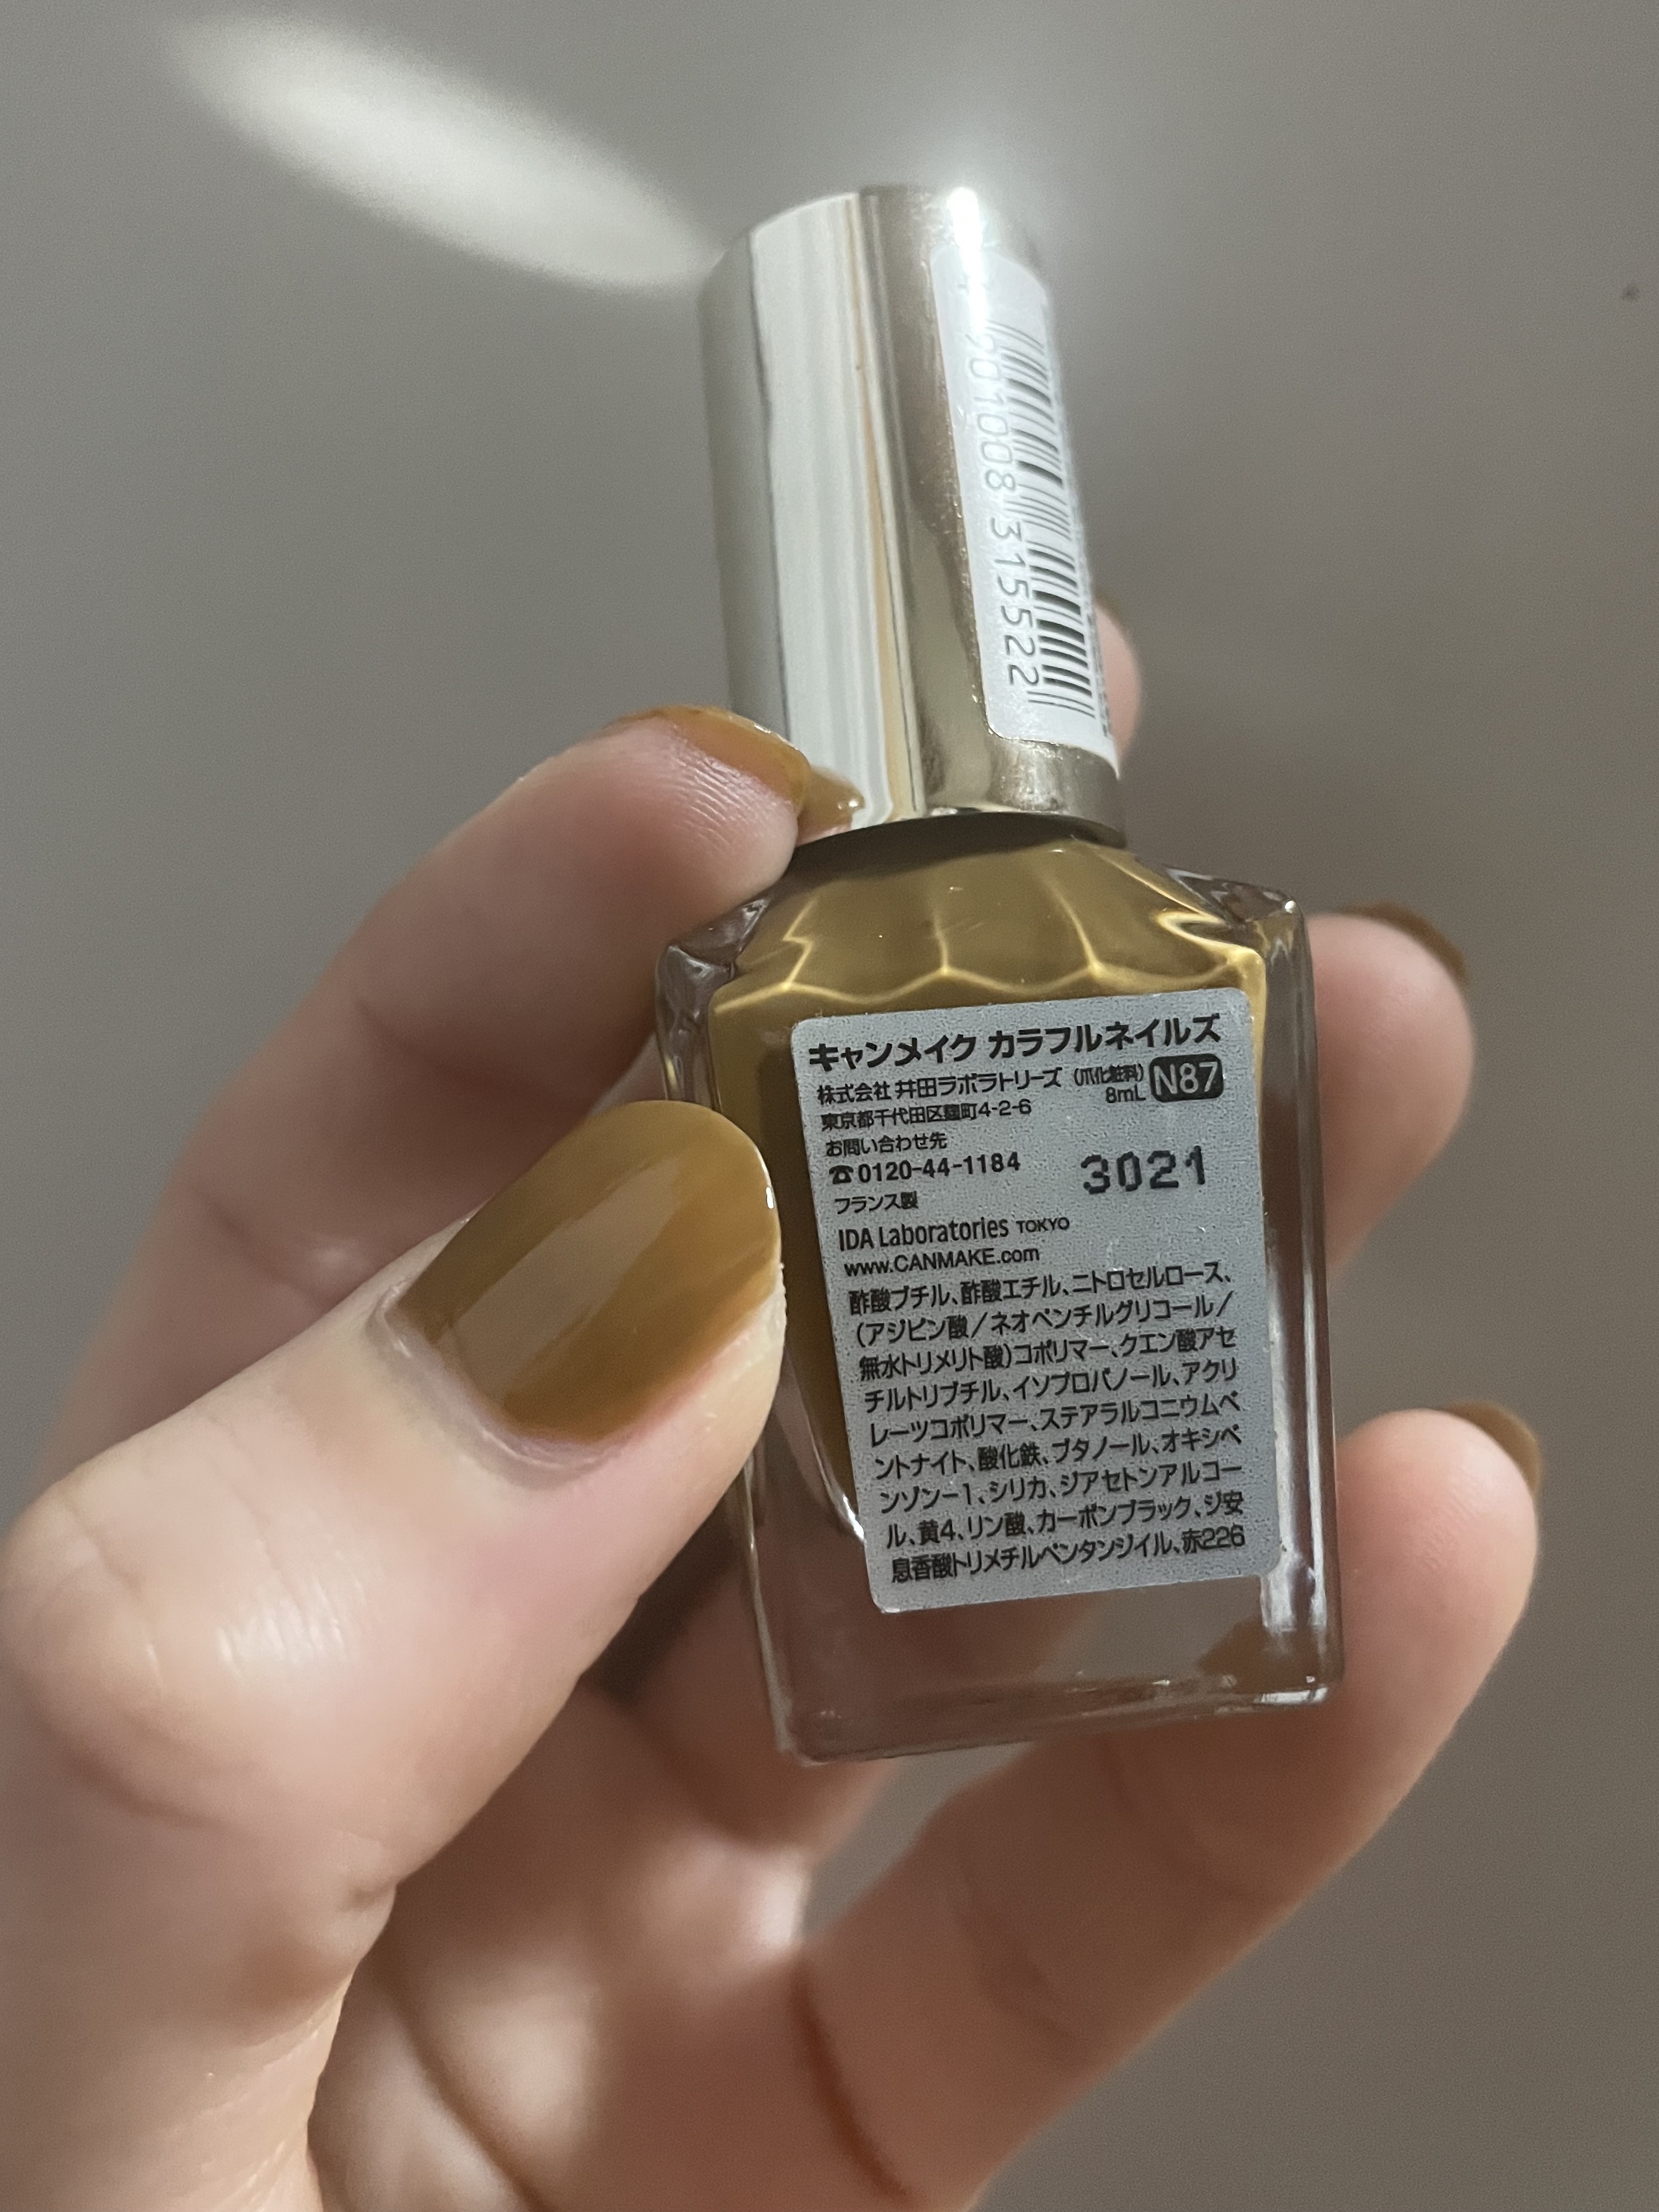 201008 315522
キャンメイク カラフルネイルズ
株式会社 井田ラボラトリーズ (爪化粧料)
8mL N87
東京都千代田区麹町4-2-6
お問い合わせ先
☎0120-44-1184
3021
フランス製
IDA Laboratories TOKYO
www.CANMAKE.com
酢酸ブチル、酢酸エチル、ニトロセルロース、
(アジピン酸/ネオペンチルグリコール/
無水トリメリト酸)コポリマー、クエン酸アセ
チルトリブチル、イソプロパノール、アクリ
レーツコポリマー、ステアラルコニウムベ
ントナイト、酸化鉄、ブタノール、オキシベ
ンゾン-1、シリカ、ジアセトンアルコー
ル、黄4、リン酸、カーボンブラック、ジ安
息香酸トリメチルペンタンジイル、赤226